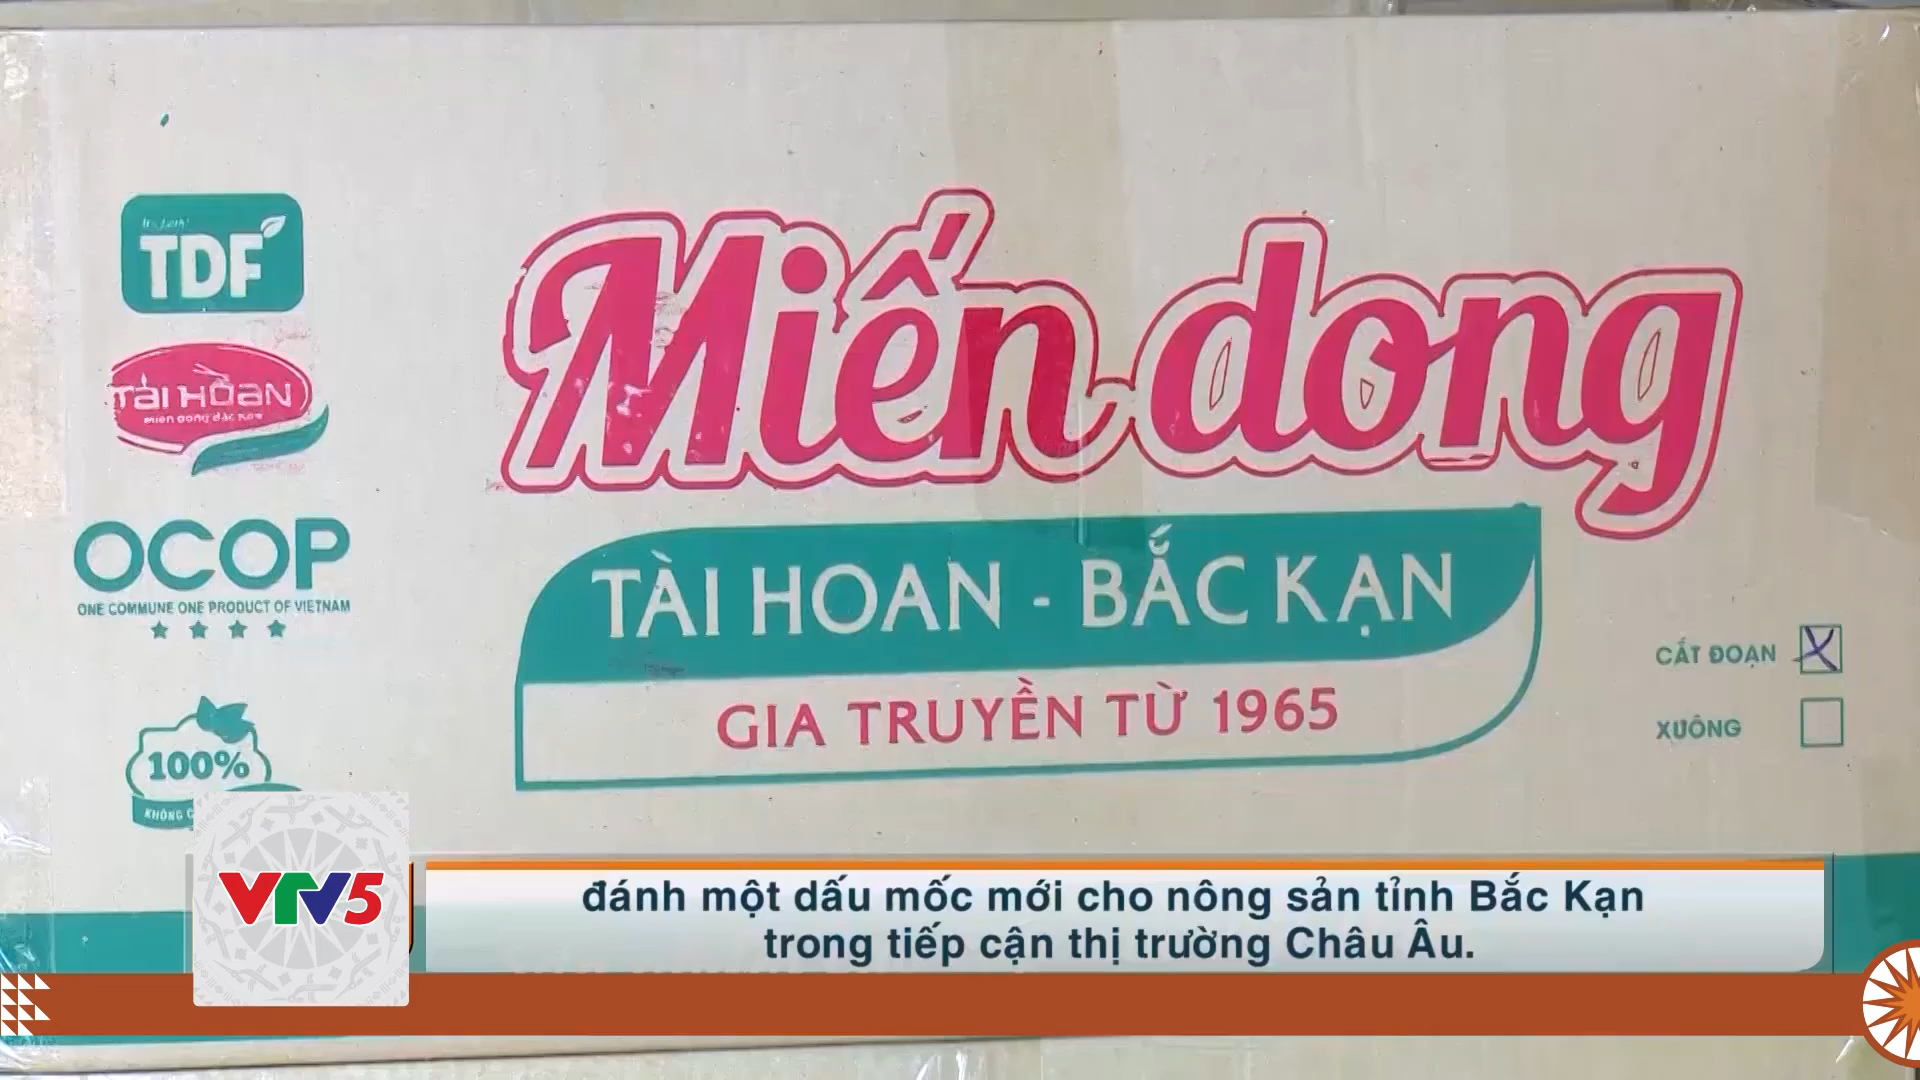 TDF
TÀI HOAN
OCOP
ONE COMMUNE ONE PRODUCT OF VIETNAM
100%
KHÔNG
Miến dong
TÀI HOAN - BẮC KẠN
GIA TRUYỀN TỪ 1965
CẮT ĐOẠN
XUÔNG
VTV5
đánh một dấu mốc mới cho nông sản tỉnh Bắc Kạn
trong tiếp cận thị trường Châu Âu.